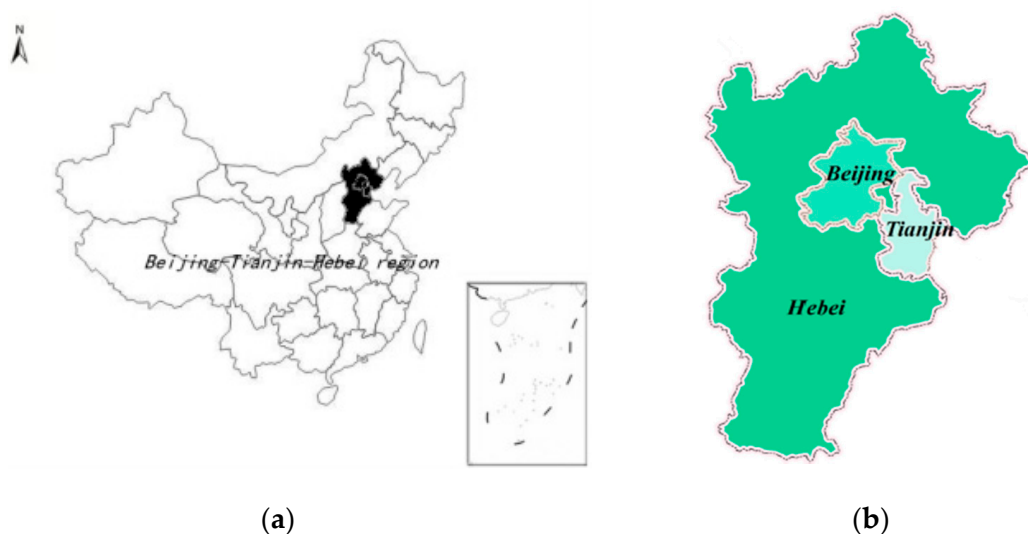 N
Beijing-Tianjin-Hebei region
Beijing
Tianjin
Hebei
(a)
(b)